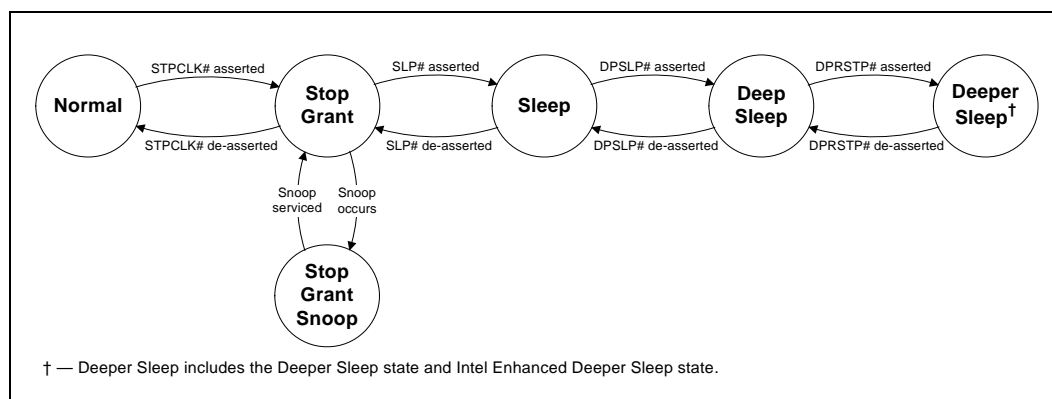 STPCLK# asserted
SLP# asserted
DPSLP# asserted
DPRSTP# asserted
Normal
Stop
Grant
Sleep
Deep
Sleep
Deeper
Sleep†
STPCLK# de-asserted
SLP# de-asserted
DPSLP# de-asserted
DPRSTP# de-asserted
Snoop
serviced
Snoop
occurs
Stop
Grant
Snoop
† — Deeper Sleep includes the Deeper Sleep state and Intel Enhanced Deeper Sleep state.